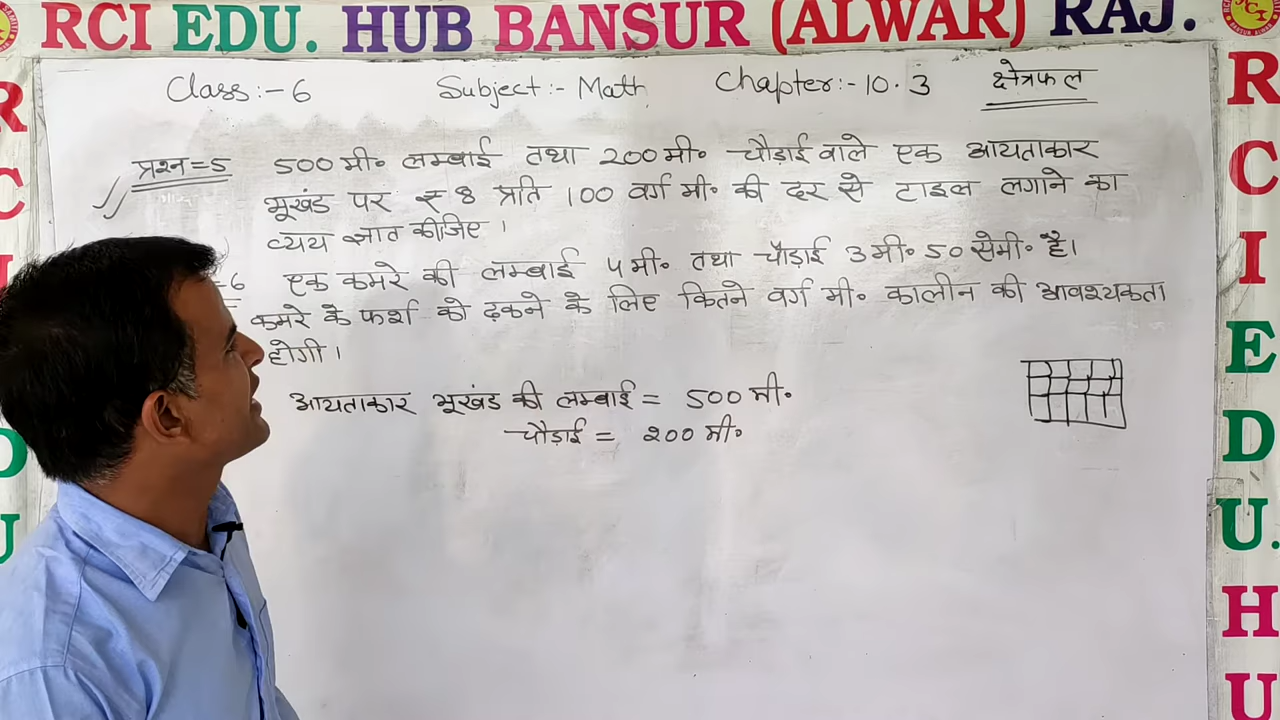 RCI EDU. HUB BANSUR (ALWAR) RAJ.
Class:- 6 Subject:- Math Chapter:- 10.3 क्षेत्रफल
प्रश्न=5 500 मी॰ लम्बाई तथा 200 मी॰ चौड़ाई वाले एक आयताकार
भूखंड पर ₹ 8 प्रति 100 वर्ग मी॰ की दर से टाइल लगाने का
व्यय ज्ञात कीजिए ।
=6 एक कमरे की लम्बाई 4 मी॰ तथा चौड़ाई 3 मी॰ 50 सेमी॰ है।
कमरे के फर्श को ढ़कने के लिए कितने वर्ग मी॰ कालीन की आवश्यकता
होगी ।
आयताकार भूखंड की लम्बाई = 500 मी॰
चौड़ाई = 200 मी॰
R
C
I
E
D
U
R
C
I
E
D
U.
H
U